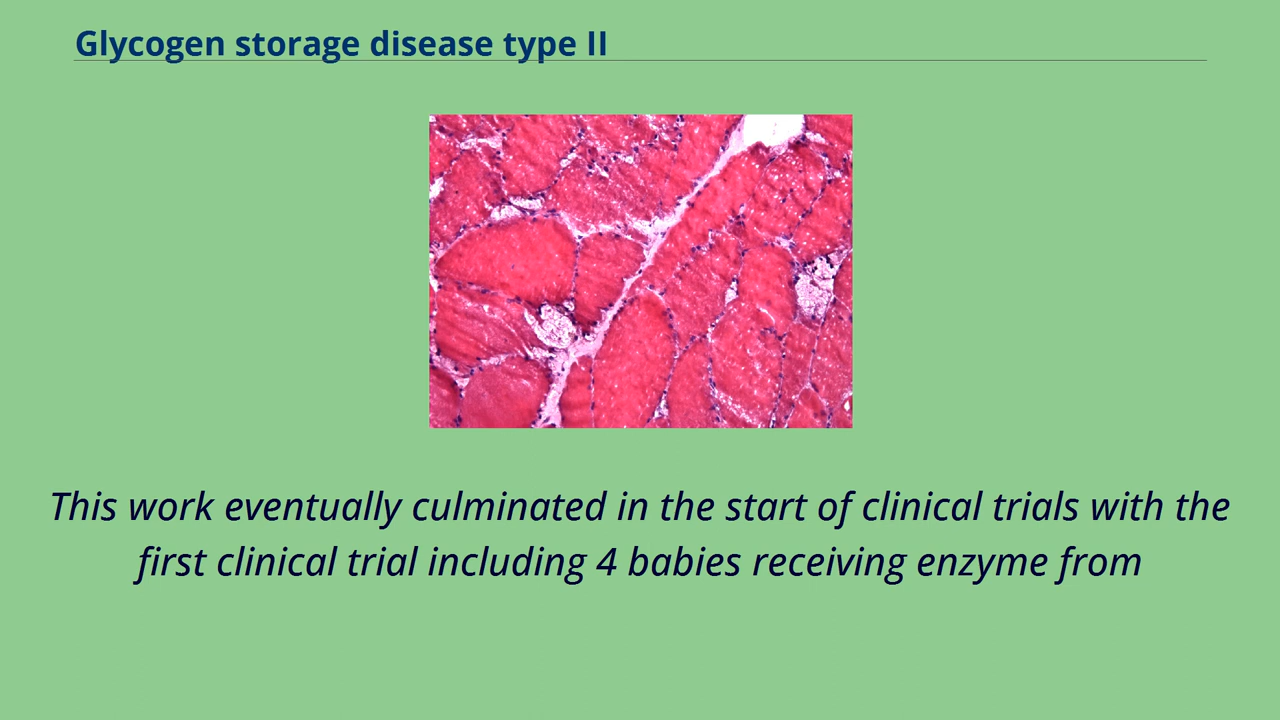 Glycogen storage disease type II
This work eventually culminated in the start of clinical trials with the
first clinical trial including 4 babies receiving enzyme from